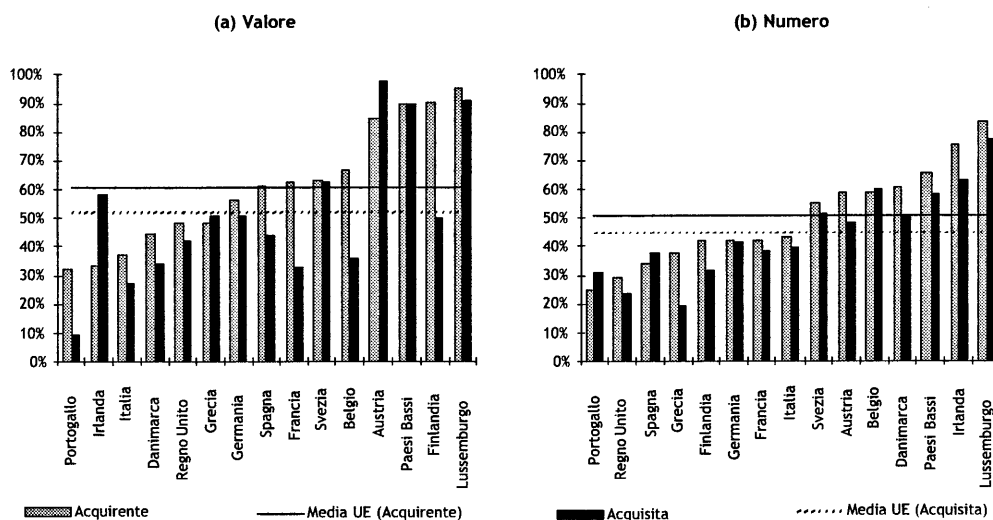 (a) Valore
100%
90%
80%
70%
60%
50%
40%
30%
20%
10%
0%
Portogallo
Irlanda
Italia
Danimarca
Regno Unito
Grecia
Germania
Spagna
Francia
Svezia
Belgio
Austria
Paesi Bassi
Finlandia
Lussemburgo
(b) Numero
100%
90%
80%
70%
60%
50%
40%
30%
20%
10%
0%
Portogallo
Regno Unito
Spagna
Grecia
Finlandia
Germania
Francia
Italia
Svezia
Austria
Belgio
Danimarca
Paesi Bassi
Irlanda
Lussemburgo
Acquirente
Media UE (Acquirente)
Acquisita
Media UE (Acquisita)